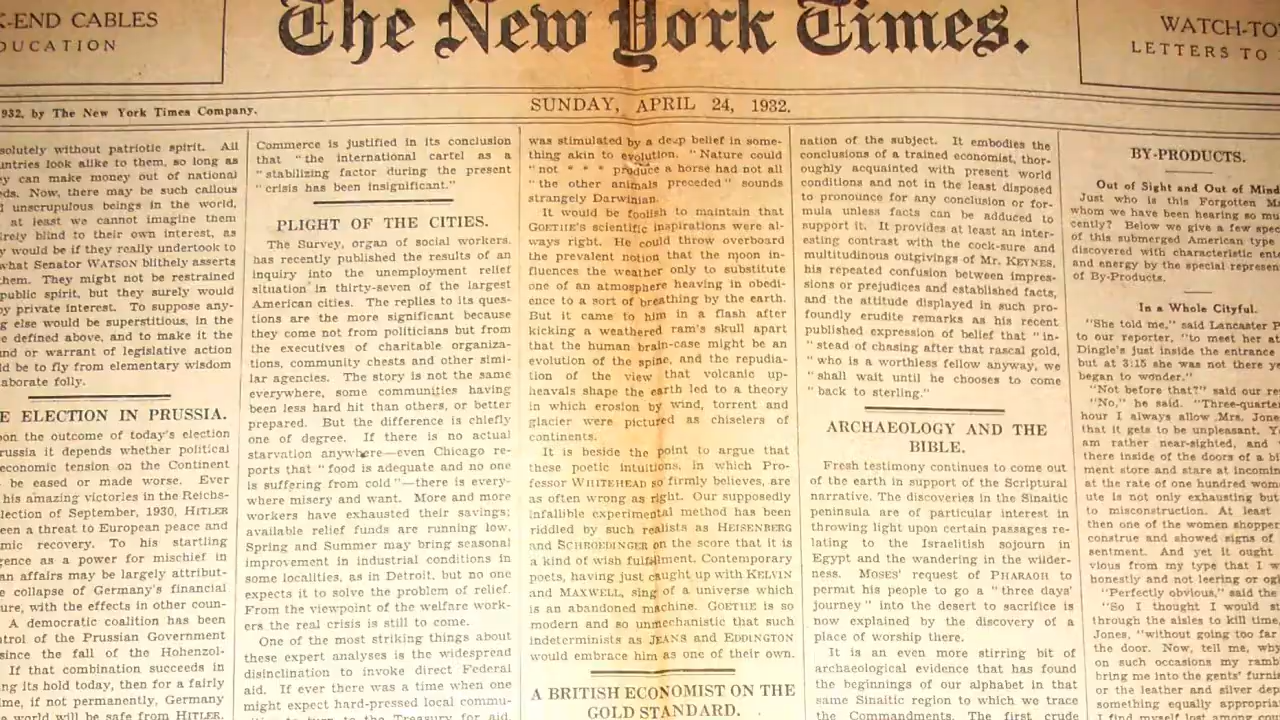 K-END CABLES
DUCATION
The New York Times.
WATCH-TO
LETTERS TO
932, by The New York Times Company.
SUNDAY, APRIL 24, 1932.
solutely without patriotic spirit. All
untries look alike to them, so long as
ey can make money out of national
eds. Now, there may be such callous
d unscrupulous beings in the world,
at least we cannot imagine them
irely blind to their own interest, as
y would be if they really undertook to
what Senator WATSON blithely asserts
them. They might not be restrained
public spirit, but they surely would
by private interest. To suppose any-
g else would be superstitious, in the
e defined above, and to make it the
und or warrant of legislative action
ld be to fly from elementary wisdom
laborate folly.
E ELECTION IN PRUSSIA.
pon the outcome of today's election
russia it depends whether political
economic tension on the Continent
be eased or made worse. Ever
his amazing victories in the Reichs-
lection of September, 1930, HITLER
een a threat to European peace and
mic recovery. To his startling
gence as a power for mischief in
an affairs may be largely attribut-
e collapse of Germany's financial
ure, with the effects in other coun-
A democratic coalition has been
trol of the Prussian Government
since the fall of the Hohenzol-
If that combination succeeds in
ng its hold today, then for a fairly
me, if not permanently, Germany
world will be safe from HITLER.
Commerce is justified in its conclusion
that "the international cartel as a
"stabilizing factor during the present
"crisis has been insignificant."
PLIGHT OF THE CITIES.
The Survey, organ of social workers,
has recently published the results of an
inquiry into the unemployment relief
situation in thirty-seven of the largest
American cities. The replies to its ques-
tions are the more significant because
they come not from politicians but from
the executives of charitable organiza-
tions, community chests and other simi-
lar agencies. The story is not the same
everywhere, some communities having
been less hard hit than others, or better
prepared. But the difference is chiefly
one of degree. If there is no actual
starvation anywhere—even Chicago re-
ports that "food is adequate and no one
is suffering from cold"—there is every-
where misery and want. More and more
workers have exhausted their savings;
available relief funds are running low.
Spring and Summer may bring seasonal
improvement in industrial conditions in
some localities, as in Detroit, but no one
expects it to solve the problem of relief.
From the viewpoint of the welfare work-
ers the real crisis is still to come.
One of the most striking things about
these expert analyses is the widespread
disinclination to invoke direct Federal
aid. If ever there was a time when one
might expect hard-pressed local commu-
to turn to the Treasury for aid,
was stimulated by a deep belief in some-
thing akin to evolution. "Nature could
"not * * * produce a horse had not all
"the other animals preceded" sounds
strangely Darwinian.
It would be foolish to maintain that
GOETHE'S scientific inspirations were al-
ways right. He could throw overboard
the prevalent notion that the moon in-
fluences the weather only to substitute
one of an atmosphere heaving in obedi-
ence to a sort of breathing by the earth.
But it came to him in a flash after
kicking a weathered ram's skull apart
that the human brain-case might be an
evolution of the spine, and the repudia-
tion of the view that volcanic up-
heavals shape the earth led to a theory
in which erosion by wind, torrent and
glacier were pictured as chiselers of
continents.
It is beside the point to argue that
these poetic intuitions, in which Pro-
fessor WHITEHEAD so firmly believes, are
as often wrong as right. Our supposedly
infallible experimental method has been
riddled by such realists as HEISENBERG
and SCHROEDINGER on the score that it is
a kind of wish fulfilment. Contemporary
poets, having just caught up with KELVIN
and MAXWELL, sing of a universe which
is an abandoned machine. GOETHE is so
modern and so unmechanistic that such
indeterminists as JEANS and EDDINGTON
would embrace him as one of their own.
A BRITISH ECONOMIST ON THE
GOLD STANDARD.
nation of the subject. It embodies the
conclusions of a trained economist, thor-
oughly acquainted with present world
conditions and not in the least disposed
to pronounce for any conclusion or for-
mula unless facts can be adduced to
support it. It provides at least an inter-
esting contrast with the cock-sure and
multitudinous outgivings of Mr. KEYNES,
his repeated confusion between impres-
sions or prejudices and established facts,
and the attitude displayed in such pro-
foundly erudite remarks as his recent
published expression of belief that "in-
"stead of chasing after that rascal gold,
"who is a worthless fellow anyway, we
"shall wait until he chooses to come
"back to sterling."
ARCHAEOLOGY AND THE
BIBLE.
Fresh testimony continues to come out
of the earth in support of the Scriptural
narrative. The discoveries in the Sinaitic
peninsula are of particular interest in
throwing light upon certain passages re-
lating to the Israelitish sojourn in
Egypt and the wandering in the wilder-
ness. MOSES' request of PHARAOH to
permit his people to go a "three days'
journey" into the desert to sacrifice is
now explained by the discovery of a
place of worship there.
It is an even more stirring bit of
archaeological evidence that has found
the beginnings of our alphabet in that
same Sinaitic region to which we trace
the Commandments. The first crude
BY-PRODUCTS.
Out of Sight and Out of Mind
Just who is this Forgotten Ma
whom we have been hearing so mu
cently? Below we give a few spec
of this submerged American type
discovered with characteristic ente
and energy by the special represen
of By-Products.
In a Whole Cityful.
"She told me," said Lancaster P
to our reporter, "to meet her at
Dingle's just inside the entrance
but at 3:15 she was not there ye
began to wonder."
"Not before that?" said our re
"No," he said. "Three-quarter
hour I always allow Mrs. Jone
that it gets to be unpleasant. Y
am rather near-sighted, and
there inside of the doors of a bi
ment store and stare at incomin
at the rate of one hundred wom
ute is not only exhausting but
to misconstruction. At least
then one of the women shopper
construe and showed signs of
sentment. And yet it ought
vious from my type that I w
honestly and not leering or ogl
"Perfectly obvious," said the
"So I thought I would st
through the aisles to kill time,
Jones, "without going too far
the door. Now, tell me, why
on such occasions my ramb
bring me into the gents' furni
or the leather and silver dep
something equally appropria
I find myself lost among cou